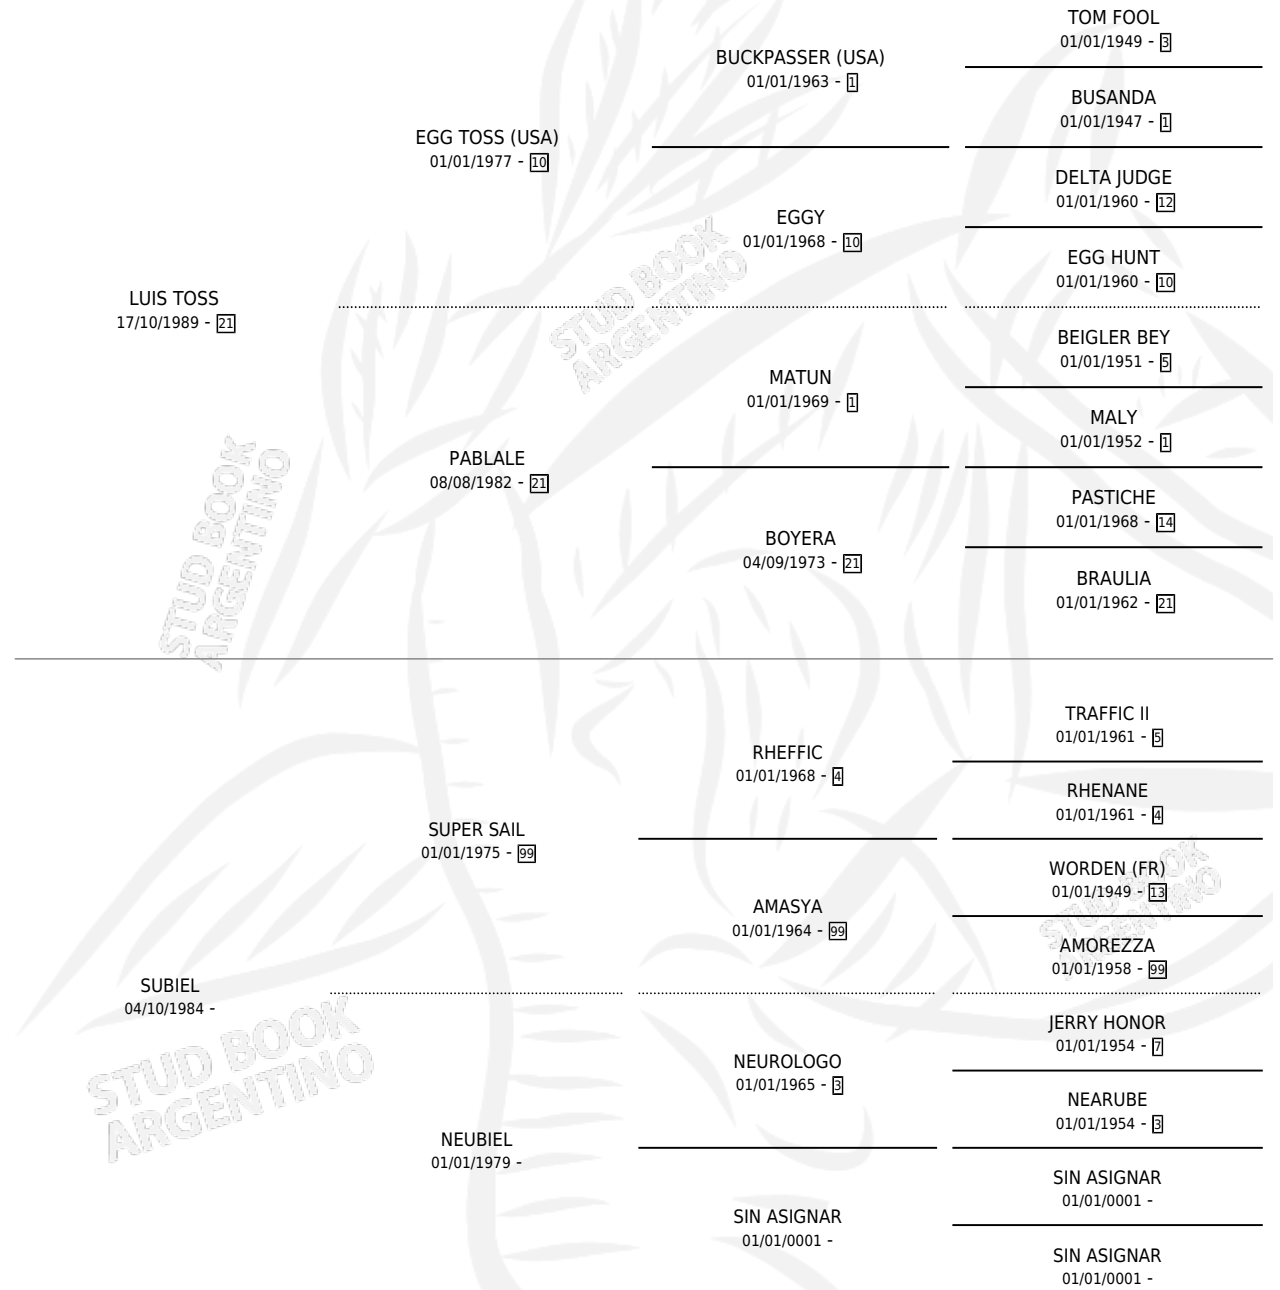 TOM FOOL
01/01/1949 - 3
BUCKPASSER (USA)
01/01/1963 - 1
BUSANDA
01/01/1947 - 1
EGG TOSS (USA)
01/01/1977 - 10
DELTA JUDGE
01/01/1960 - 12
EGGY
01/01/1968 - 10
EGG HUNT
01/01/1960 - 10
LUIS TOSS
17/10/1989 - 21
BEIGLER BEY
01/01/1951 - 5
MATUN
01/01/1969 - 1
MALY
01/01/1952 - 1
PABLALE
08/08/1982 - 21
PASTICHE
01/01/1968 - 14
BOYERA
04/09/1973 - 21
BRAULIA
01/01/1962 - 21
STUD BOOK
ARGENTINO
STUD BOOK
ARGENTINO
TRAFFIC II
01/01/1961 - 5
RHEFFIC
01/01/1968 - 4
RHENANE
01/01/1961 - 4
SUPER SAIL
01/01/1975 - 99
WORDEN (FR)
01/01/1949 - 13
AMASYA
01/01/1964 - 99
AMOREZZA
01/01/1958 - 99
SUBIEL
04/10/1984 -
JERRY HONOR
01/01/1954 - 7
NEUROLOGO
01/01/1965 - 3
NEARUBE
01/01/1954 - 3
NEUBIEL
01/01/1979 -
SIN ASIGNAR
01/01/0001 -
SIN ASIGNAR
01/01/0001 -
SIN ASIGNAR
01/01/0001 -
STUD BOOK
ARGENTINO
STUD BOOK
ARGENTINO